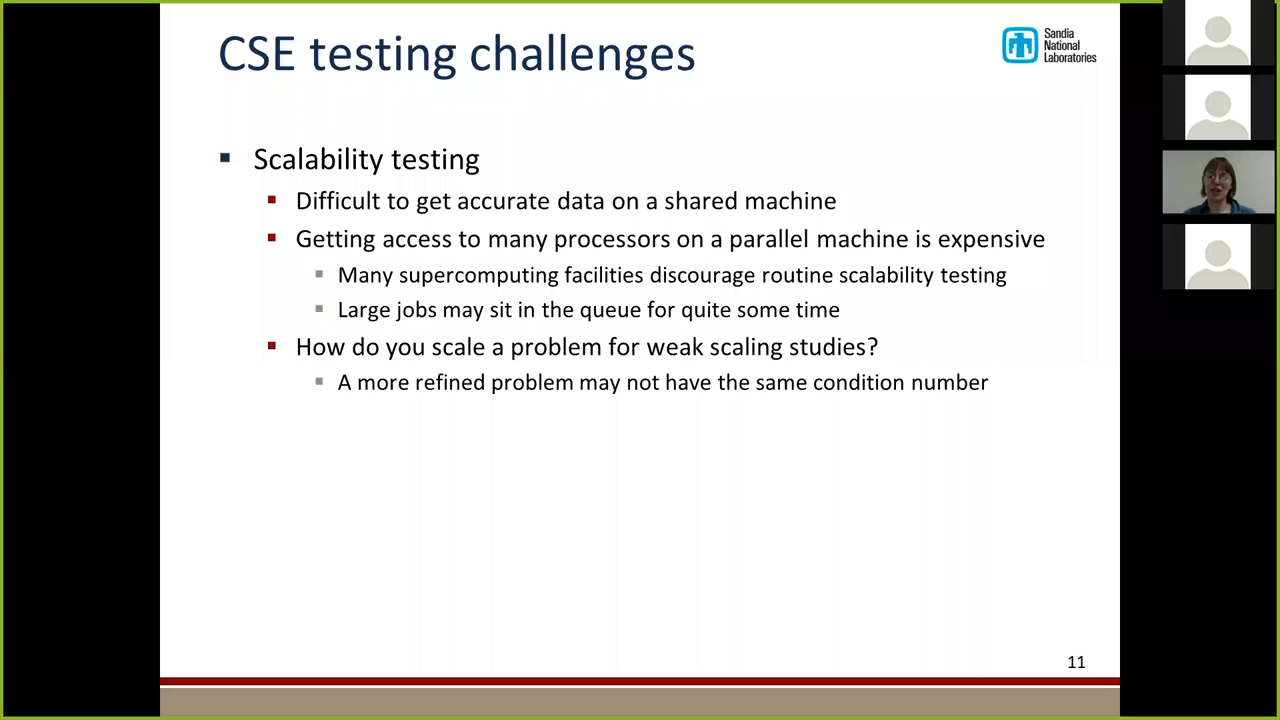 CSE testing challenges
Sandia
National
Laboratories
Scalability testing
Difficult to get accurate data on a shared machine
Getting access to many processors on a parallel machine is expensive
Many supercomputing facilities discourage routine scalability testing
Large jobs may sit in the queue for quite some time
How do you scale a problem for weak scaling studies?
A more refined problem may not have the same condition number
11